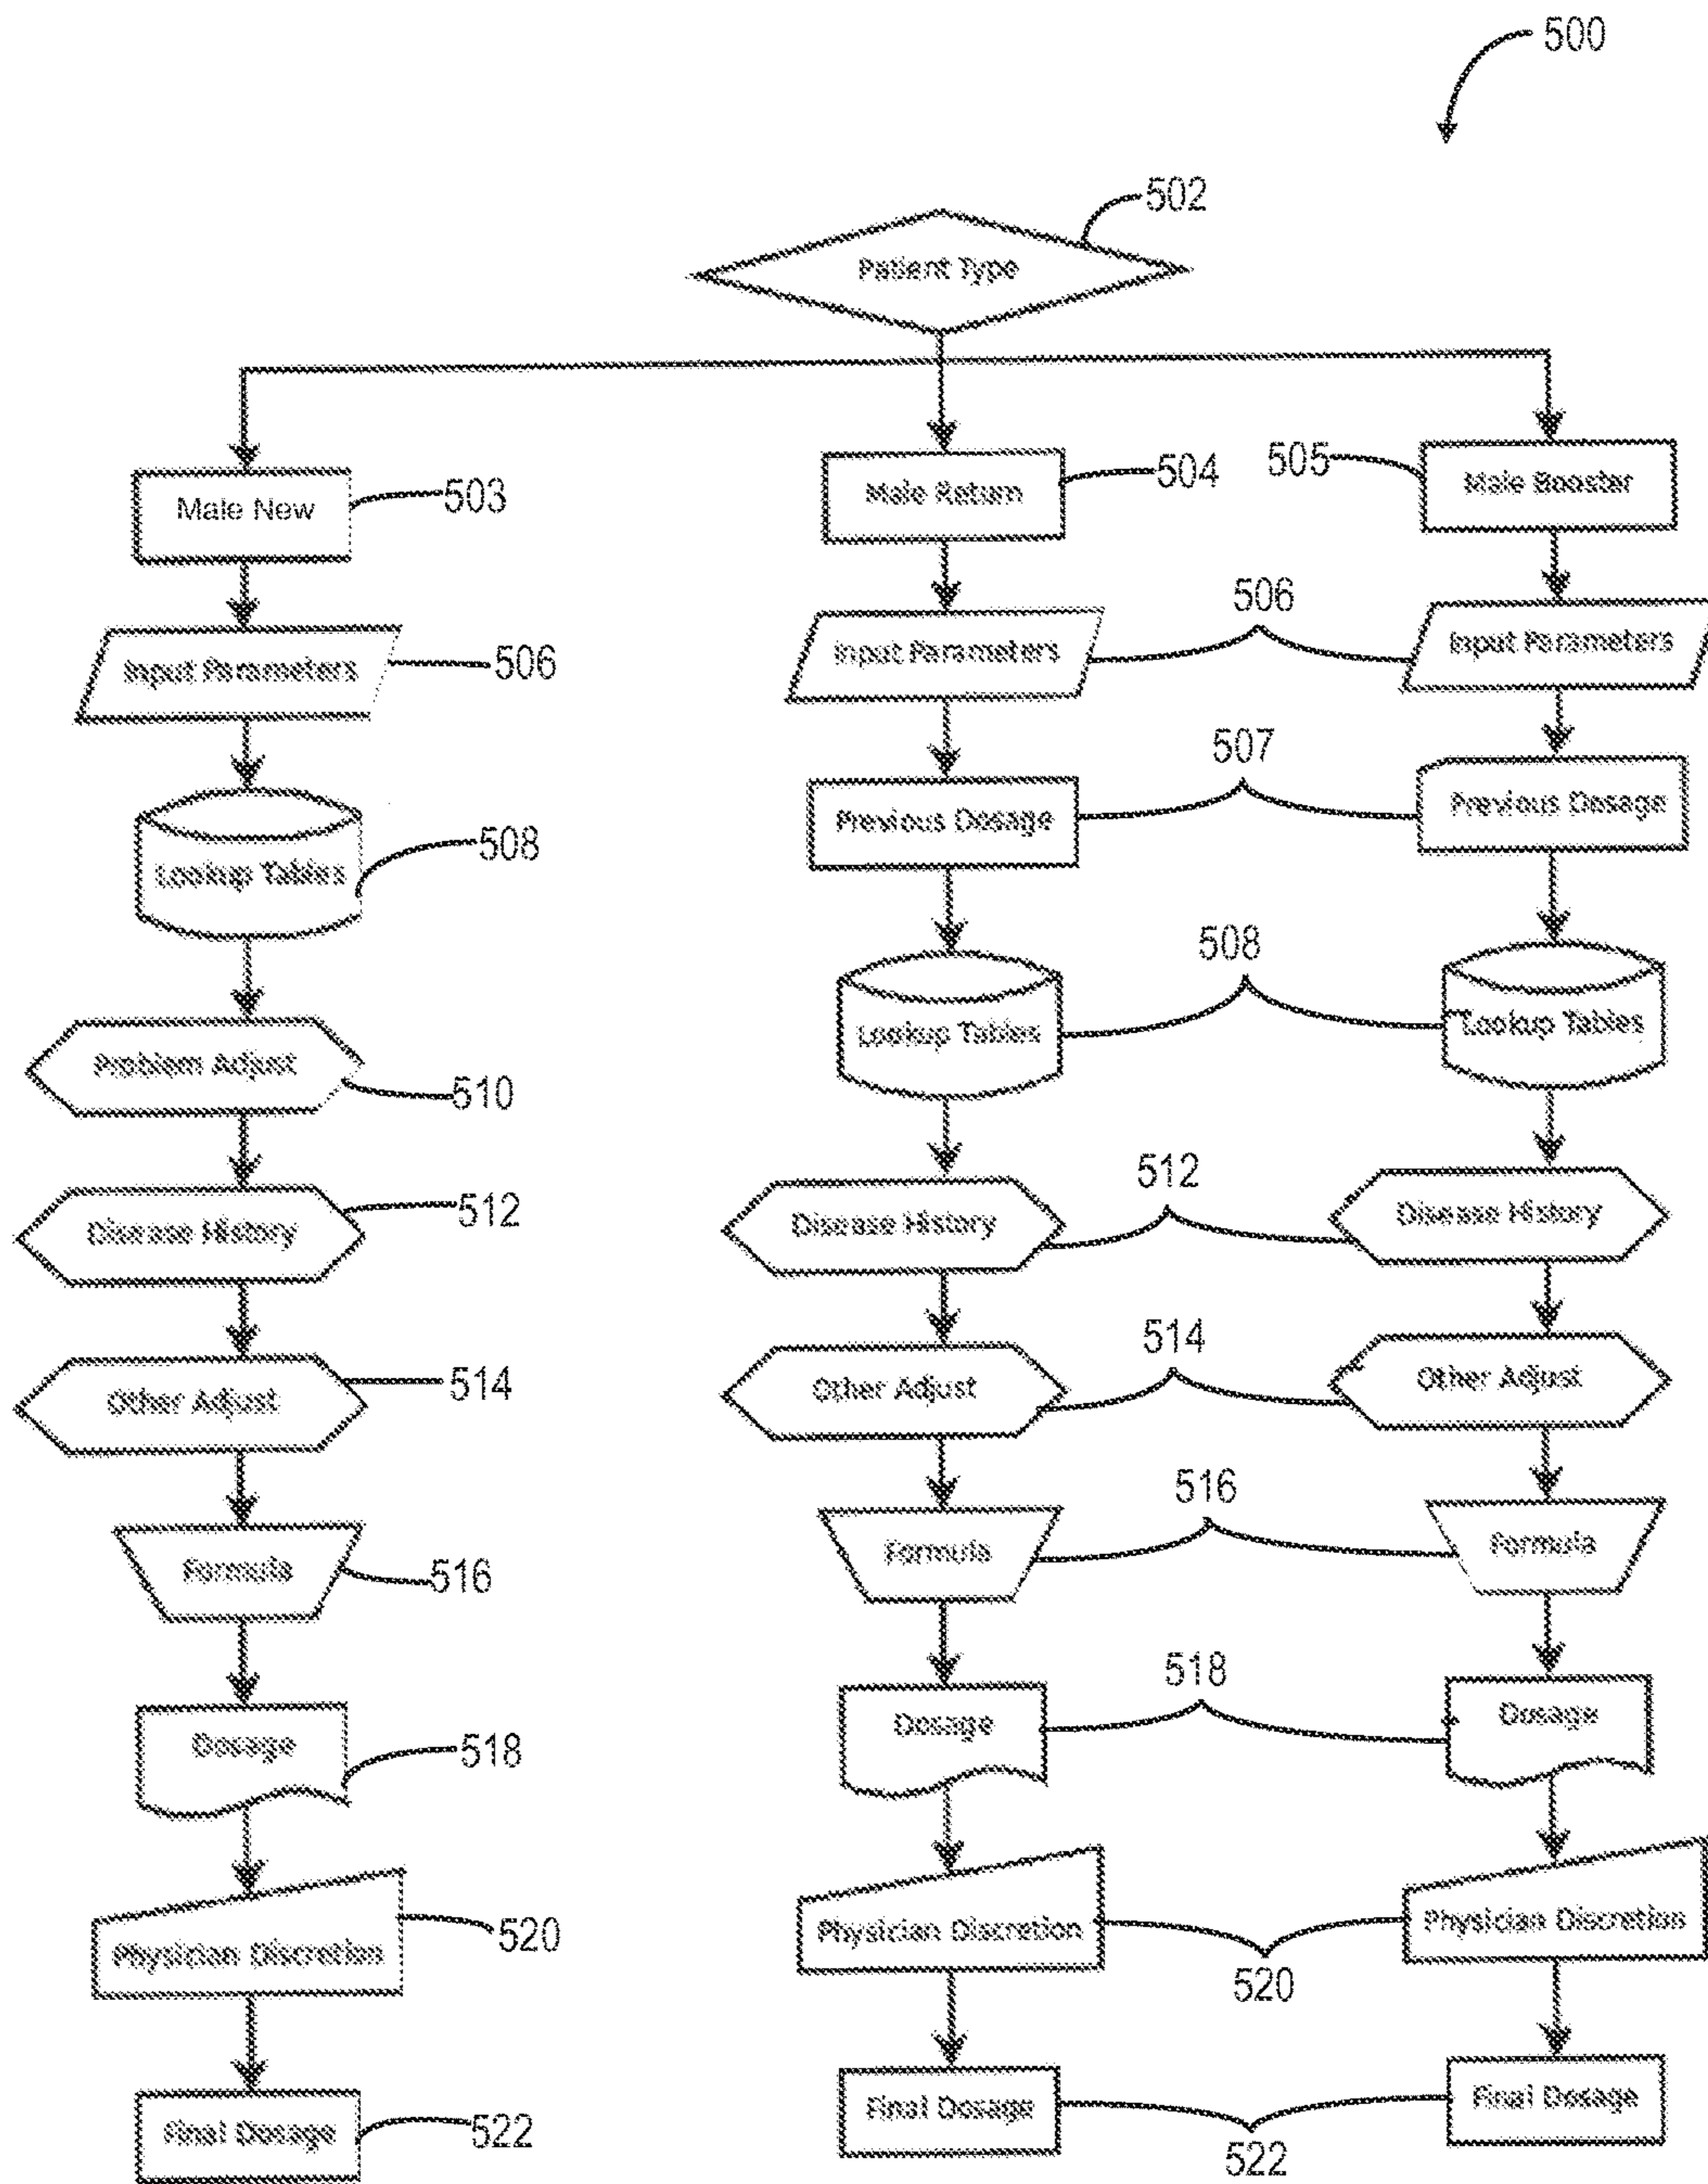 500
502
Patient Type
Male New
503
Male Return
504
505
Male Booster
Input Parameters
506
Input Parameters
506
Input Parameters
Previous Dosage
507
Previous Dosage
Lookup Tables
508
Lookup Tables
508
Lookup Tables
Problem Adjust
510
Disease History
512
Disease History
512
Disease History
Other Adjust
514
Other Adjust
514
Other Adjust
Formula
516
Formula
516
Formula
Dosage
518
Dosage
518
Dosage
Physician Discretion
520
Physician Discretion
520
Physician Discretion
Final Dosage
522
Final Dosage
522
Final Dosage